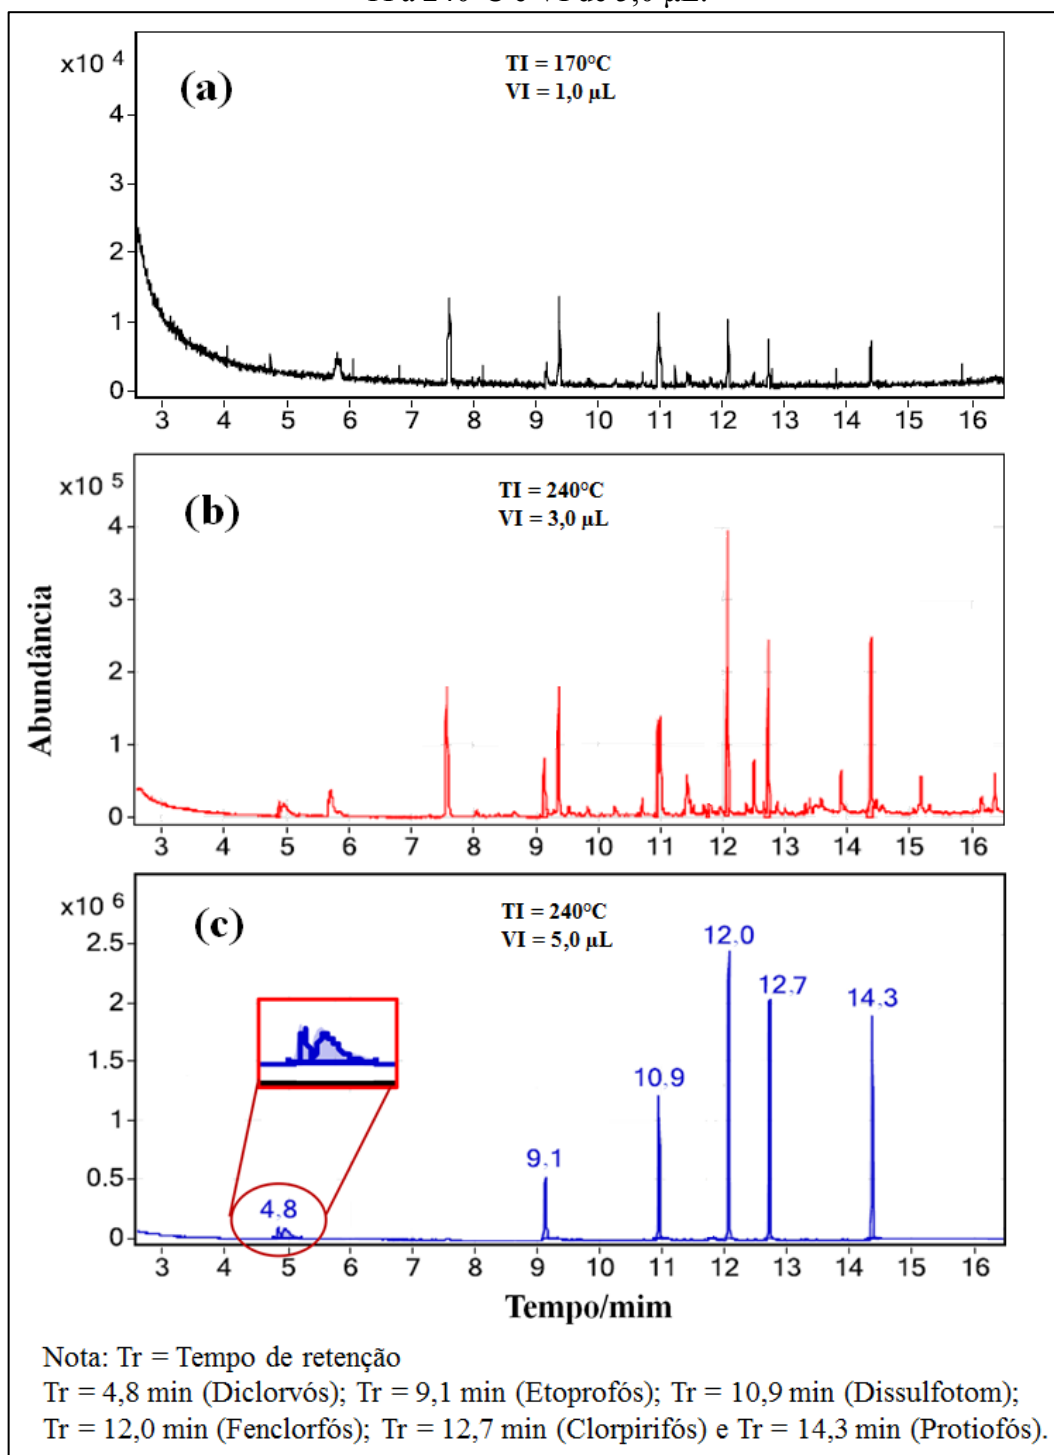 TI a 240 °C e VI de 5,0 µL.
x10 4
(a)
TI = 170°C
VI = 1,0 µL
4
3
2
1
0
3 4 5 6 7 8 9 10 11 12 13 14 15 16
x10 5
(b)
TI = 240°C
VI = 3,0 µL
4
3
2
1
0
3 4 5 6 7 8 9 10 11 12 13 14 15 16
Abundância
x10 6
(c)
TI = 240°C
VI = 5,0 µL
2.5
2
1.5
1
0.5
0
4,8
9,1
10,9
12,0
12,7
14,3
3 4 5 6 7 8 9 10 11 12 13 14 15 16
Tempo/mim
Nota: Tr = Tempo de retenção
Tr = 4,8 min (Diclorvós); Tr = 9,1 min (Etoprofós); Tr = 10,9 min (Dissulfotom);
Tr = 12,0 min (Fenclorfós); Tr = 12,7 min (Clorpirifós) e Tr = 14,3 min (Protiofós).